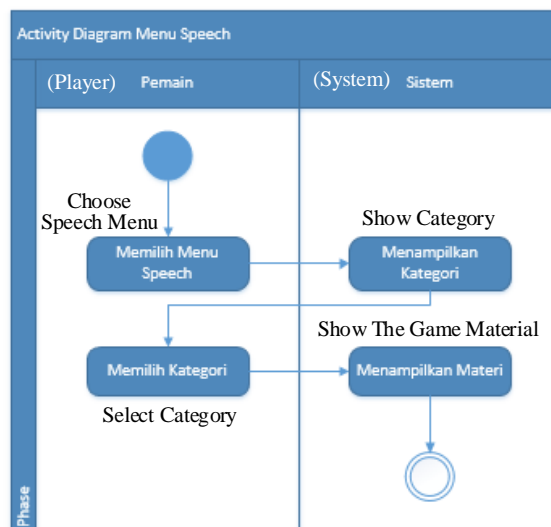 Activity Diagram Menu Speech
(Player) Pemain
(System) Sistem
Choose
Speech Menu
Show Category
Memilih Menu
Speech
Menampilkan
Kategori
Show The Game Material
Memilih Kategori
Menampilkan Materi
Select Category
Phase